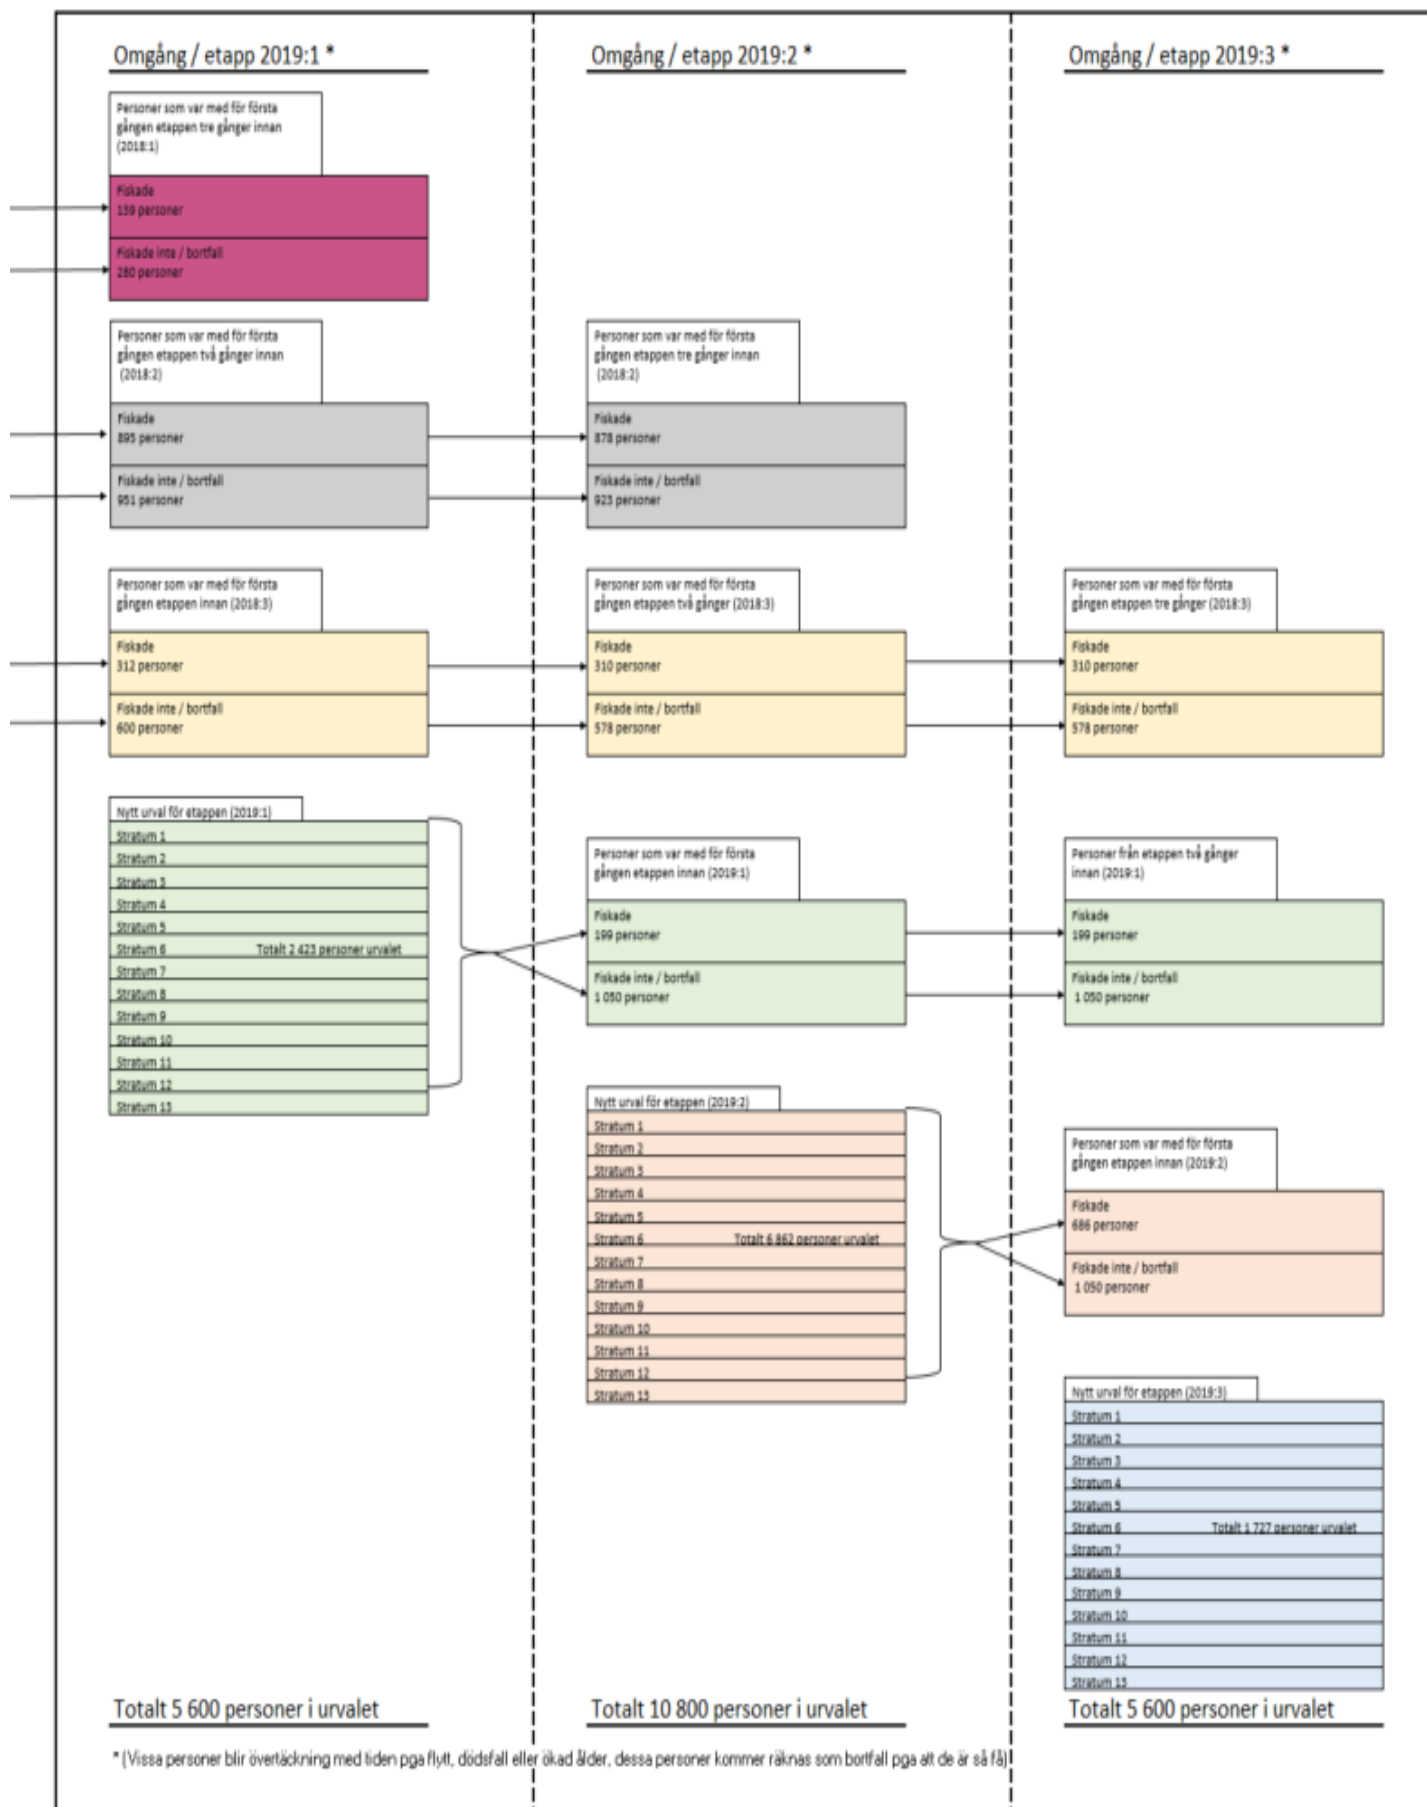 Omgång / etapp 2019:1 *
Personer som var med för första
gången etappen tre gånger innan
(2018:1)
Fiskade
139 personer
Fiskade inte / bortfall
280 personer
Personer som var med för första
gången etappen två gånger innan
(2018:2)
Fiskade
895 personer
Fiskade inte / bortfall
951 personer
Personer som var med för första
gången etappen innan (2018:3)
Fiskade
312 personer
Fiskade inte / bortfall
600 personer
Nytt urval för etappen (2019:1)
Stratum 1
Stratum 2
Stratum 3
Stratum 4
Stratum 5
Stratum 6 Totalt 2 423 personer urvalet
Stratum 7
Stratum 8
Stratum 9
Stratum 10
Stratum 11
Stratum 12
Stratum 13
Totalt 5 600 personer i urvalet
Omgång / etapp 2019:2 *
Personer som var med för första
gången etappen tre gånger innan
(2018:2)
Fiskade
878 personer
Fiskade inte / bortfall
923 personer
Personer som var med för första
gången etappen två gånger (2018:3)
Fiskade
310 personer
Fiskade inte / bortfall
578 personer
Personer som var med för första
gången etappen innan (2019:1)
Fiskade
199 personer
Fiskade inte / bortfall
1 050 personer
Nytt urval för etappen (2019:2)
Stratum 1
Stratum 2
Stratum 3
Stratum 4
Stratum 5
Stratum 6 Totalt 6 862 personer urvalet
Stratum 7
Stratum 8
Stratum 9
Stratum 10
Stratum 11
Stratum 12
Stratum 13
Totalt 10 800 personer i urvalet
Omgång / etapp 2019:3 *
Personer som var med för första
gången etappen tre gånger (2018:3)
Fiskade
310 personer
Fiskade inte / bortfall
578 personer
Personer från etappen två gånger
innan (2019:1)
Fiskade
199 personer
Fiskade inte / bortfall
1 050 personer
Personer som var med för första
gången etappen innan (2019:2)
Fiskade
686 personer
Fiskade inte / bortfall
1 050 personer
Nytt urval för etappen (2019:3)
Stratum 1
Stratum 2
Stratum 3
Stratum 4
Stratum 5
Stratum 6 Totalt 1 727 personer urvalet
Stratum 7
Stratum 8
Stratum 9
Stratum 10
Stratum 11
Stratum 12
Stratum 13
Totalt 5 600 personer i urvalet
* (Vissa personer blir övertäckning med tiden pga flytt, dödsfall eller ökad ålder, dessa personer kommer räknas som bortfall pga att de är så få)